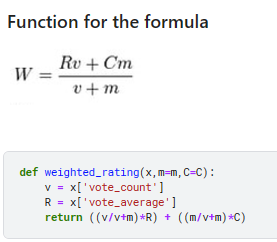 Function for the formula
W = Rv + Cm / v + m
def weighted_rating(x,m=m,C=C):
v = x['vote_count']
R = x['vote_average']
return ((v/v+m)*R) + ((m/v+m)*C)